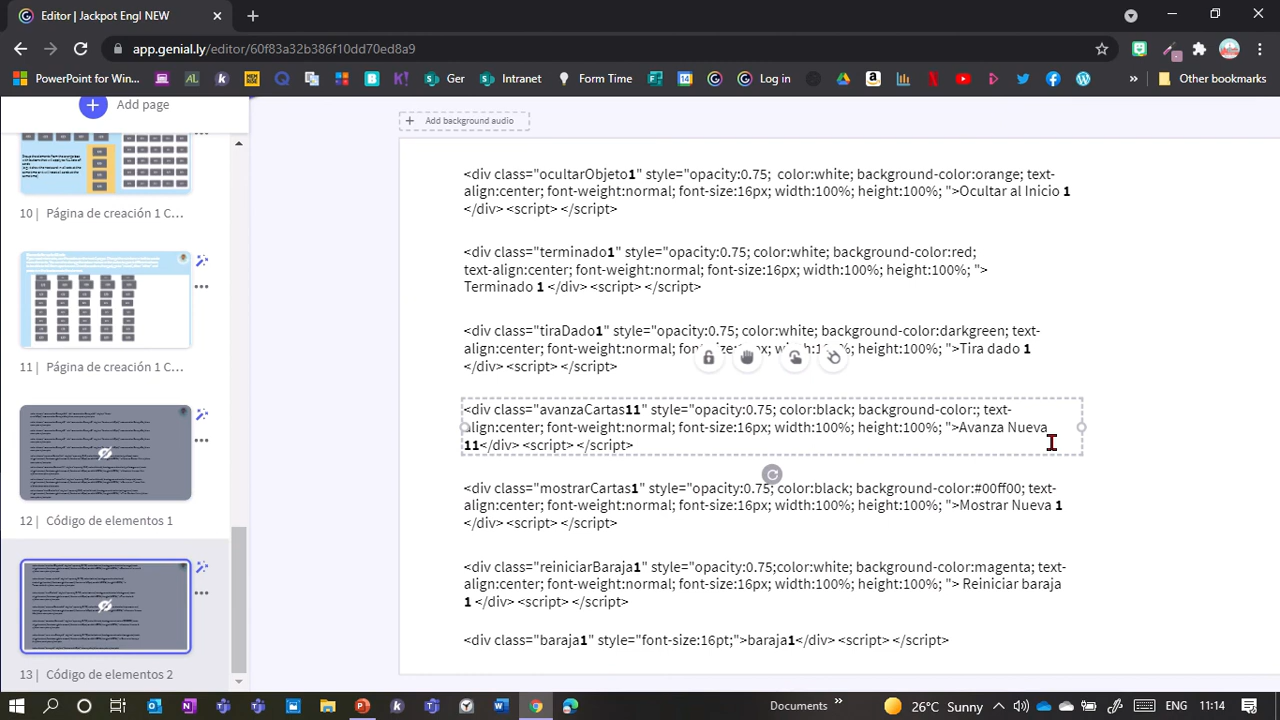 Editor | Jackpot Engl NEW
app.genial.ly/editor/60f83a32b386f10dd70ed8a9
PowerPoint for Win...
AL
Ger
Intranet
Form Time
Log in
Other bookmarks
Add page
10 | Página de creación 1 C...
11 | Página de creación 1 C...
12 | Código de elementos 1
13 | Código de elementos 2
Add background audio
<div class="ocultarObjeto1" style="opacity:0.75; color:white; background-color:orange; text-
align:center; font-weight:normal; font-size:16px; width:100%; height:100%; ">Ocultar al Inicio 1
</div> <script> </script>
<div class="terminado1" style="opacity:0.75; color:white; background-color:red;
text-align:center; font-weight:normal; font-size:16px; width:100%; height:100%; ">
Terminado 1 </div> <script> </script>
<div class="tiradado1" style="opacity:0.75; color:white; background-color:darkgreen; text-
align:center; font-weight:normal; width:100%; height:100%; ">Tira dado 1
</div> <script> </script>
class="avanzaCartas11" style="opacity:0.75; color:black; background-color:; text-
align:center; font-weight:normal; font-size:16px; width:100%; height:100%; ">Avanza Nueva
11</div> <script> </script>
style="opacity:0.75; color:black; background-color:#00ff00; text-
align:center; font-weight:normal; font-size:16px; width:100%; height:100%; ">Mostrar Nueva 1
</div> <script> </script>
<div class="reiniciarBaraja1" style="opacity:0.75;color:white; background-color:magenta; text-
align:center; font-weight:normal; font-size:16px; width:100%; height:100%; "> Reiniciar baraja
</div> <script> </script>
<div class="baraja1" style="font-size:16pt;">baraja1</div> <script> </script>
Documents
26°C Sunny
ENG
11:14